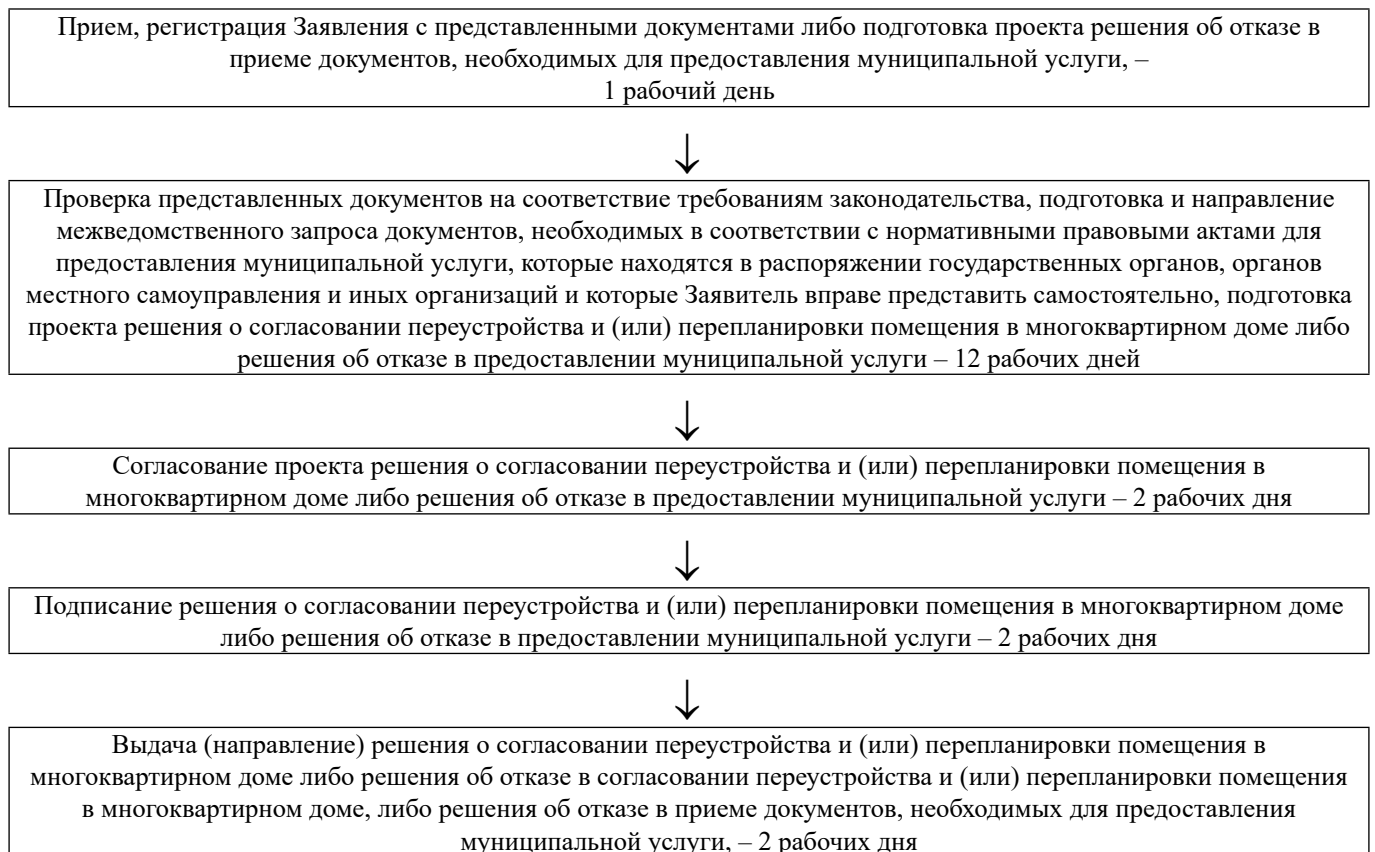 Прием, регистрация Заявления с представленными документами либо подготовка проекта решения об отказе в
приеме документов, необходимых для предоставления муниципальной услуги, –
1 рабочий день
↓
Проверка представленных документов на соответствие требованиям законодательства, подготовка и направление
межведомственного запроса документов, необходимых в соответствии с нормативными правовыми актами для
предоставления муниципальной услуги, которые находятся в распоряжении государственных органов, органов
местного самоуправления и иных организаций и которые Заявитель вправе представить самостоятельно, подготовка
проекта решения о согласовании переустройства и (или) перепланировки помещения в многоквартирном доме либо
решения об отказе в предоставлении муниципальной услуги – 12 рабочих дней
↓
Согласование проекта решения о согласовании переустройства и (или) перепланировки помещения в
многоквартирном доме либо решения об отказе в предоставлении муниципальной услуги – 2 рабочих дня
↓
Подписание решения о согласовании переустройства и (или) перепланировки помещения в многоквартирном доме
либо решения об отказе в предоставлении муниципальной услуги – 2 рабочих дня
↓
Выдача (направление) решения о согласовании переустройства и (или) перепланировки помещения в
многоквартирном доме либо решения об отказе в согласовании переустройства и (или) перепланировки помещения
в многоквартирном доме, либо решения об отказе в приеме документов, необходимых для предоставления
муниципальной услуги, – 2 рабочих дня